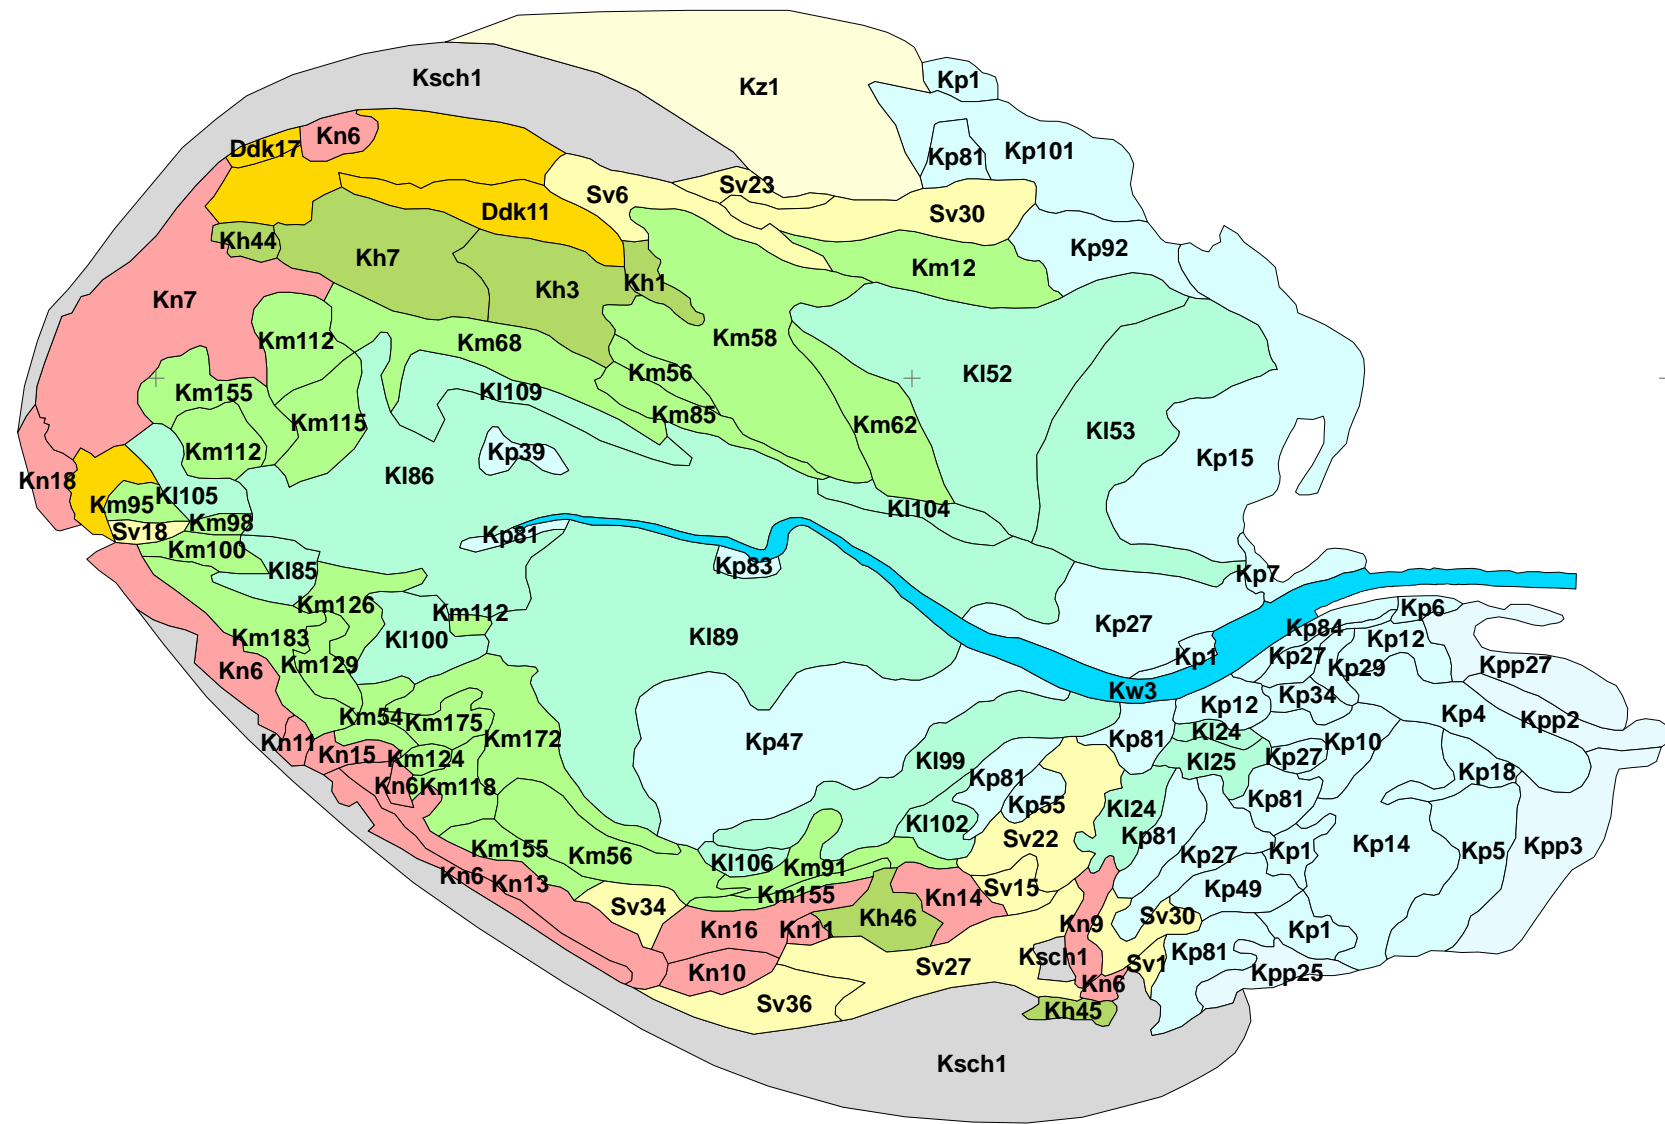 Ksch1
Kz1
Kp1
Ddk17
Kn6
Kp81
Kp101
Sv23
Sv6
Ddk11
Sv30
Kh44
Kh7
Kp92
Km12
Kh3
Kh1
Kn7
Km112
Km68
Km58
Km56
Kl52
Km155
Kl109
Km115
Km85
Km62
Kl53
Km112
Kp39
Kp15
Kn18
Kl86
Km95
Kl105
Kl104
Sv18
Km98
Kp81
Km100
Kp83
Kl85
Kp7
Km126
Km112
Kp6
Km183
Kl100
Kl89
Kp27
Kp84
Kp12
Kn6
Km129
Kp1
Kp27
Kp29
Kpp27
Kw3
Kp34
Km54
Km175
Kp12
Kp4
Kpp2
Kn11
Kn15
Km172
Kp47
Kp81
Kl24
Kp10
Km124
Kl99
Kl25
Kp27
Kp18
Kn6
Km118
Kp81
Kp55
Kl24
Kp81
Kl102
Sv22
Kp81
Km155
Km56
Kl106
Km91
Kp27
Kp1
Kp14
Kp5
Kpp3
Kn6
Kn13
Km155
Kn14
Sv15
Kp49
Sv34
Kn16
Kn11
Kh46
Kn9
Sv30
Kp1
Kn10
Sv27
Ksch1
Sv1
Kp81
Kpp25
Kn6
Sv36
Kh45
Ksch1